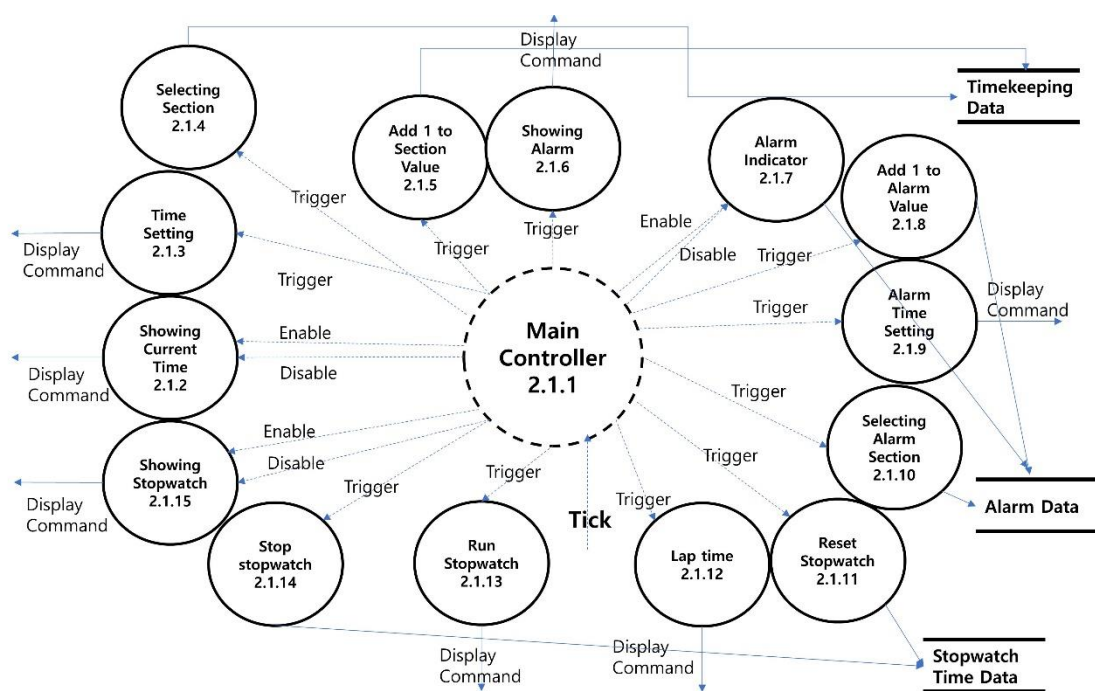 Display
Command
Selecting
Section
2.1.4
Add 1 to
Section
Value
2.1.5
Showing
Alarm
2.1.6
Alarm
Indicator
2.1.7
Timekeeping
Data
Add 1 to
Alarm
Value
2.1.8
Trigger
Trigger
Trigger
Enable
Disable
Trigger
Time
Setting
2.1.3
Display
Command
Trigger
Alarm
Time
Setting
2.1.9
Display
Command
Trigger
Main
Controller
2.1.1
Showing
Current
Time
2.1.2
Display
Command
Enable
Disable
Trigger
Selecting
Alarm
Section
2.1.10
Alarm Data
Showing
Stopwatch
2.1.15
Display
Command
Enable
Disable
Trigger
Trigger
Trigger
Trigger
Tick
Stop
stopwatch
2.1.14
Run
Stopwatch
2.1.13
Lap time
2.1.12
Reset
Stopwatch
2.1.11
Display
Command
Display
Command
Stopwatch
Time Data